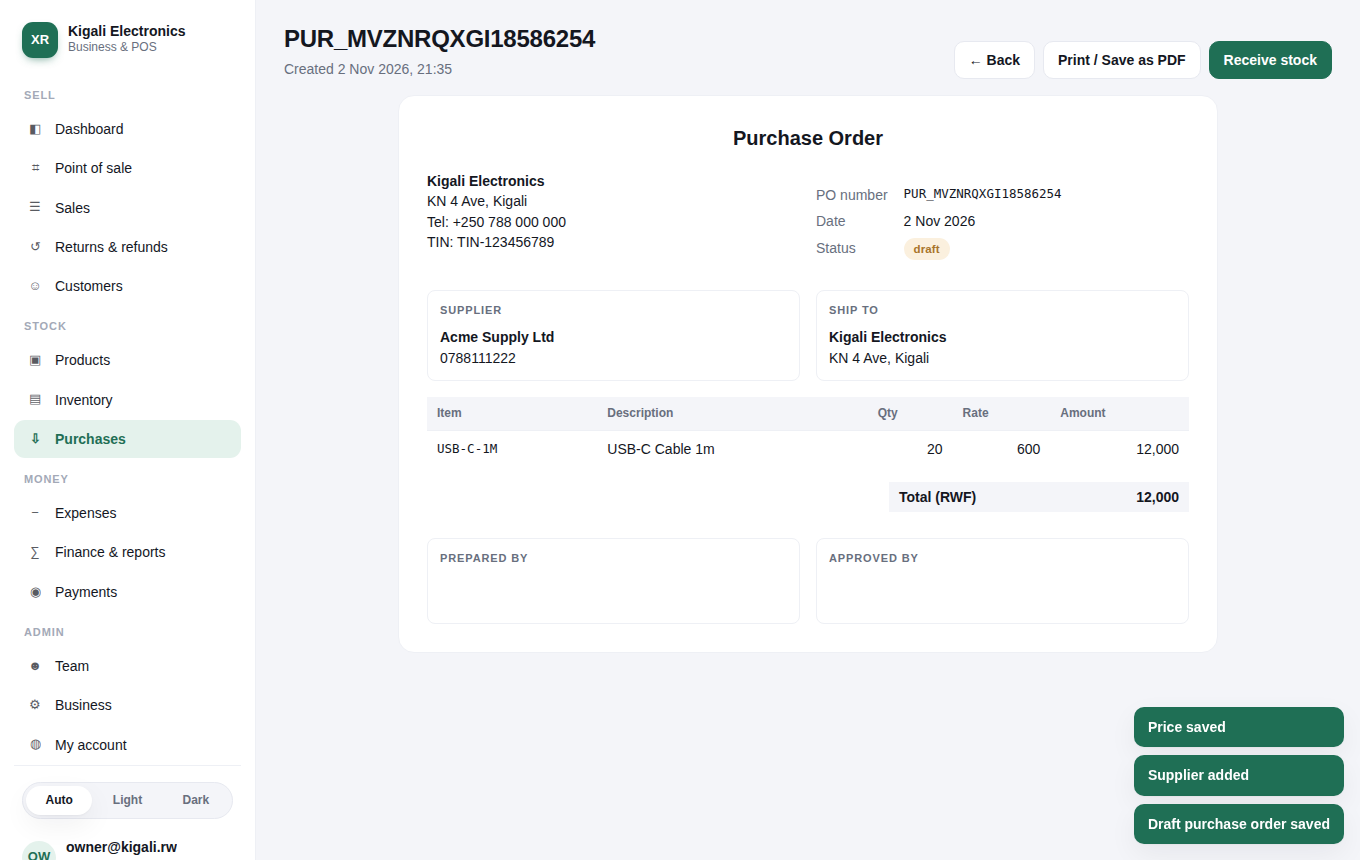 XR
Kigali Electronics
Business & POS
SELL
Dashboard
Point of sale
Sales
Returns & refunds
Customers
STOCK
Products
Inventory
Purchases
MONEY
Expenses
Finance & reports
Payments
ADMIN
Team
Business
My account
Auto Light Dark
OW
owner@kigali.rw
PUR_MVZNRQXGI18586254
Created 2 Nov 2026, 21:35
← Back
Print / Save as PDF
Receive stock
Purchase Order
Kigali Electronics
KN 4 Ave, Kigali
Tel: +250 788 000 000
TIN: TIN-123456789
PO number PUR_MVZNRQXGI18586254
Date 2 Nov 2026
Status draft
SUPPLIER
Acme Supply Ltd
0788111222
SHIP TO
Kigali Electronics
KN 4 Ave, Kigali
Item Description Qty Rate Amount
USB-C-1M USB-C Cable 1m 20 600 12,000
Total (RWF) 12,000
PREPARED BY
APPROVED BY
Price saved
Supplier added
Draft purchase order saved